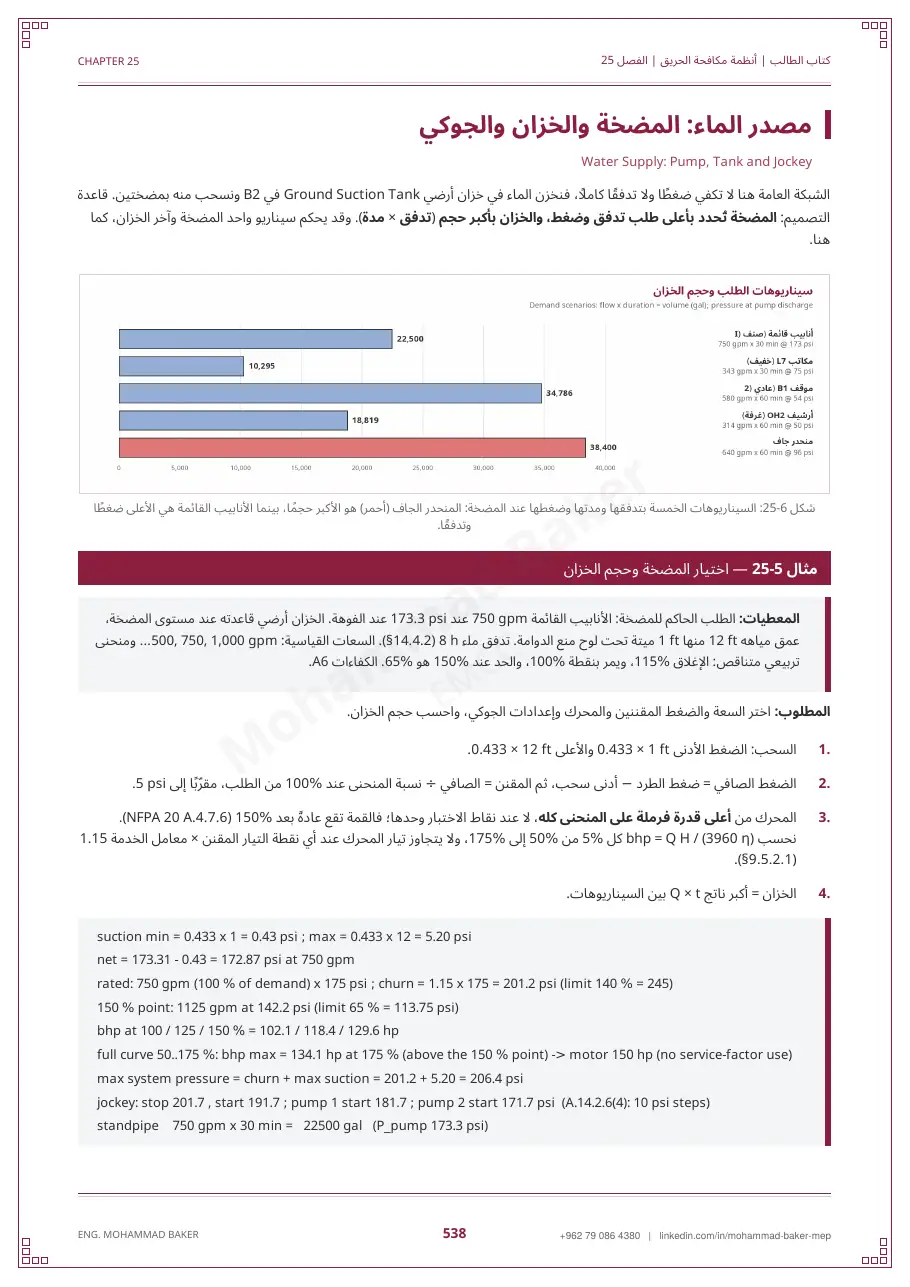 CHAPTER 25
كتاب الطالب | أنظمة مكافحة الحريق | الفصل 25
مصدر الماء: المضخة والخزان والجوكي
Water Supply: Pump, Tank and Jockey
الشبكة العامة هنا لا تكفي ضغطًا ولا تدفقًا كاملًا، فنخزن الماء في خزان أرضي Ground Suction Tank في B2 ونسحب منه بمضختين. قاعدة
التصميم: المضخة تُحدد بأعلى طلب تدفق وضغط، والخزان بأكبر حجم (تدفق × مدة). وقد يحكم سيناريو واحد المضخة وآخر الخزان، كما
هنا.
سيناريوهات الطلب وحجم الخزان
Demand scenarios: flow x duration = volume (gal); pressure at pump discharge
أنابيب قائمة (صنف 1)
750 gpm x 30 min @ 173 psi
22,500
مكاتب L7 (خفيف)
343 gpm x 30 min @ 75 psi
10,295
موقف B1 (عادي 2)
580 gpm x 60 min @ 54 psi
34,786
أرشيف OH2 (غرفة)
314 gpm x 60 min @ 50 psi
18,819
منحدر جاف
640 gpm x 60 min @ 96 psi
38,400
0 5,000 10,000 15,000 20,000 25,000 30,000 35,000 40,000
شكل 6-25: السيناريوهات الخمسة بتدفقها ومدتها وضغطها عند المضخة: المنحدر الجاف (أحمر) هو الأكبر حجمًا، بينما الأنابيب القائمة هي الأعلى ضغطًا
وتدفقًا.
مثال 5-25 — اختيار المضخة وحجم الخزان
المعطيات: الطلب الحاكم للمضخة: الأنابيب القائمة 750 gpm عند 173.3 psi عند الفوهة. الخزان أرضي قاعدته عند مستوى المضخة،
عمق مياهه 12 ft منها 1 ft ميتة تحت لوح منع الدوامة. تدفق ماء 8 h (§14.4.2). السعات القياسية: 500, 750, 1,000 gpm... ومنحنى
تربيعي متناقص: الإغلاق 115%، ويمر بنقطة 100%، والحد عند 150% هو 65%. الكفاءات A6.
المطلوب: اختر السعة والضغط المقننين والمحرك وإعدادات الجوكي، واحسب حجم الخزان.
1. السحب: الضغط الأدنى 0.433 × 1 ft والأعلى 0.433 × 12 ft.
2. الضغط الصافي = ضغط الطرد − أدنى سحب، ثم المقنن = الصافي ÷ نسبة المنحنى عند 100% من الطلب، مقرّبًا إلى 5 psi.
3. المحرك من أعلى قدرة فرملة على المنحنى كله، لا عند نقاط الاختبار وحدها؛ فالقمة تقع عادةً بعد 150% (NFPA 20 A.4.7.6).
نحسب bhp = Q H / (3960 η) كل 5% من 50% إلى 175%، ولا يتجاوز تيار المحرك عند أي نقطة التيار المقنن × معامل الخدمة 1.15
(§9.5.2.1).
4. الخزان = أكبر ناتج Q × t بين السيناريوهات.
suction min = 0.433 x 1 = 0.43 psi ; max = 0.433 x 12 = 5.20 psi
net = 173.31 - 0.43 = 172.87 psi at 750 gpm
rated: 750 gpm (100 % of demand) x 175 psi ; churn = 1.15 x 175 = 201.2 psi (limit 140 % = 245)
150 % point: 1125 gpm at 142.2 psi (limit 65 % = 113.75 psi)
bhp at 100 / 125 / 150 % = 102.1 / 118.4 / 129.6 hp
full curve 50..175 %: bhp max = 134.1 hp at 175 % (above the 150 % point) -> motor 150 hp (no service-factor use)
max system pressure = churn + max suction = 201.2 + 5.20 = 206.4 psi
jockey: stop 201.7 , start 191.7 ; pump 1 start 181.7 ; pump 2 start 171.7 psi (A.14.2.6(4): 10 psi steps)
standpipe 750 gpm x 30 min = 22500 gal (P_pump 173.3 psi)
ENG. MOHAMMAD BAKER
538
+962 79 086 4380 | linkedin.com/in/mohammad-baker-mep